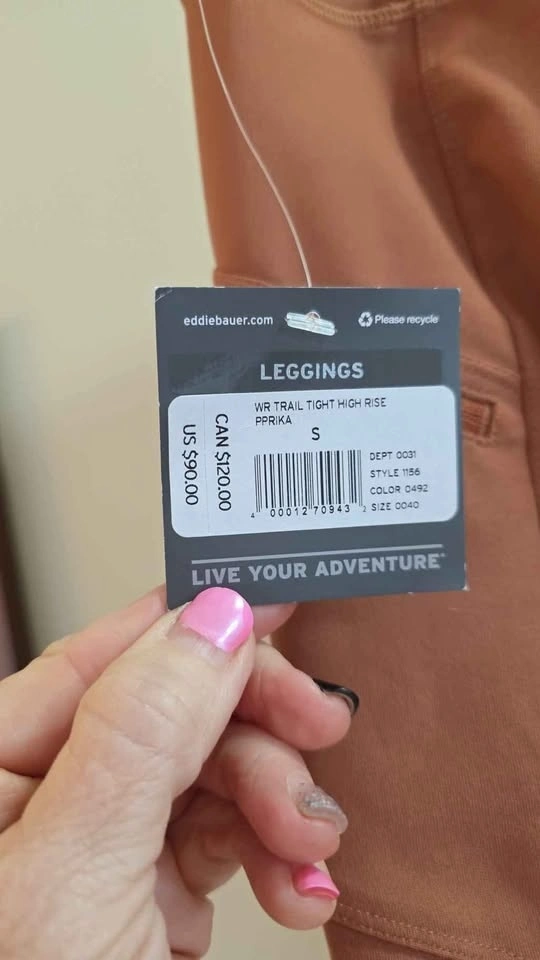 eddiebauer.com
Please recycle
LEGGINGS
WR TRAIL TIGHT HIGH RISE
PPRIKA
S
CAN $120.00
US $90.00
DEPT 0031
STYLE 1156
COLOR 0492
SIZE 0040
4 00012 70943 2
LIVE YOUR ADVENTURE®